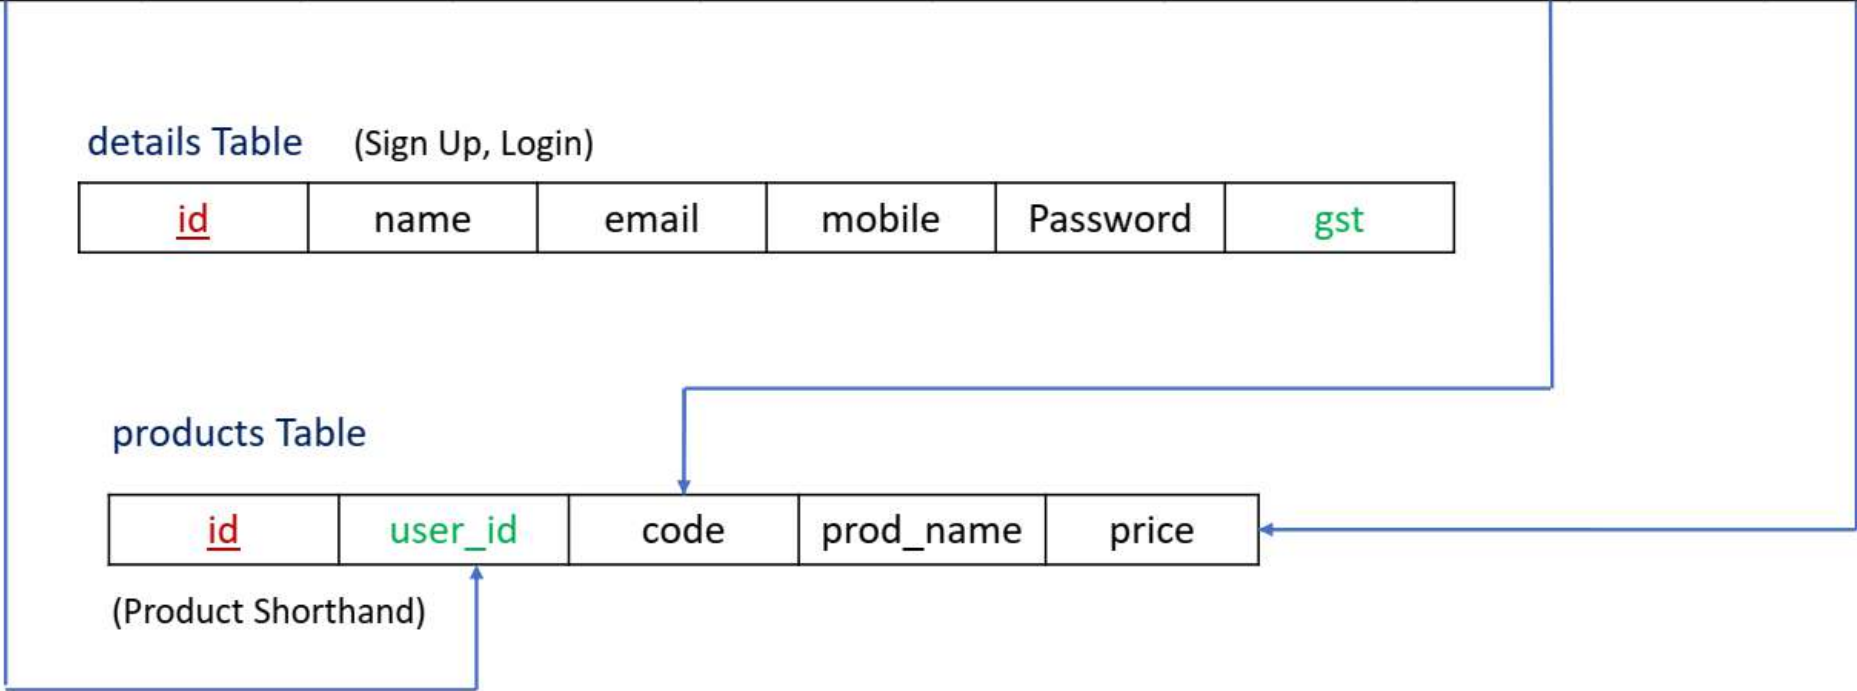 details Table (Sign Up, Login)
id name email mobile Password gst
products Table
id user_id code prod_name price
(Product Shorthand)